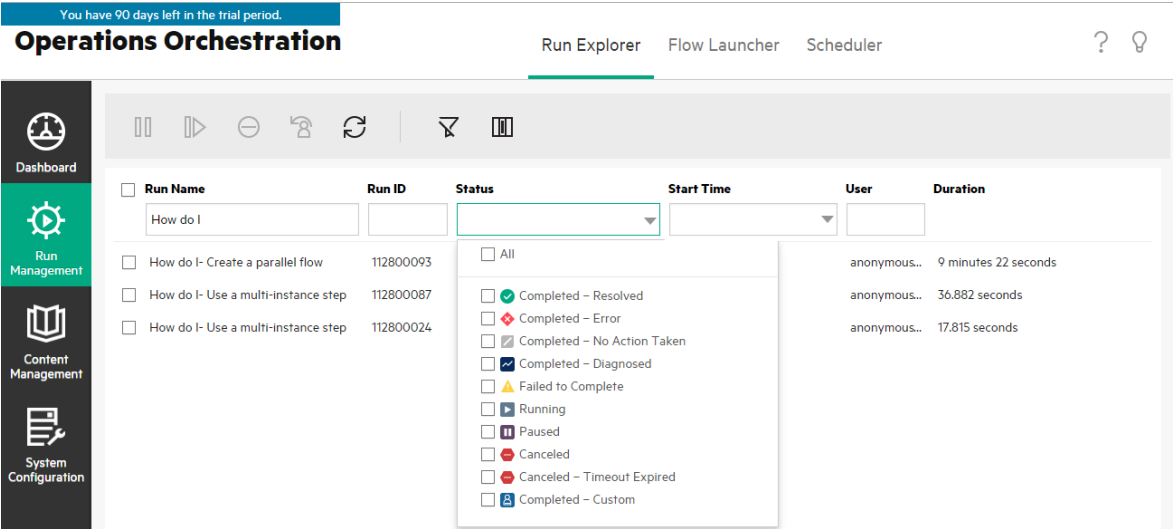 You have 90 days left in the trial period.
Operations Orchestration
Run Explorer Flow Launcher Scheduler
?
Dashboard
Run Management
Content Management
System Configuration
Run Name Run ID Status Start Time User Duration
How do I
How do I- Create a parallel flow 112800093 anonymous... 9 minutes 22 seconds
How do I- Use a multi-instance step 112800087 anonymous... 36.882 seconds
How do I- Use a multi-instance step 112800024 anonymous... 17.815 seconds
All
Completed – Resolved
Completed – Error
Completed – No Action Taken
Completed – Diagnosed
Failed to Complete
Running
Paused
Canceled
Canceled – Timeout Expired
Completed – Custom